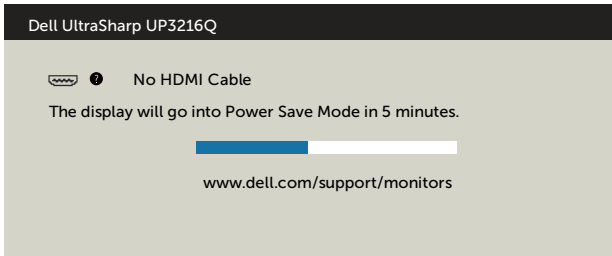 Dell UltraSharp UP3216Q
? No HDMI Cable
The display will go into Power Save Mode in 5 minutes.
www.dell.com/support/monitors